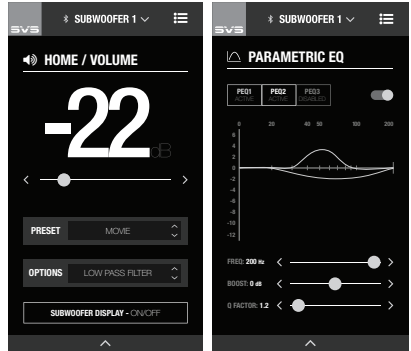 SVS
SUBWOOFER 1
HOME / VOLUME
-22
dB
PRESET MOVIE
OPTIONS LOW PASS FILTER
SUBWOOFER DISPLAY - ON/OFF
SVS
SUBWOOFER 1
PARAMETRIC EQ
PEQ1 PEQ2 PEQ3
ACTIVE ACTIVE DISABLED
0 20 40 50 100 200
6
4
2
0
-2
-4
-6
-8
-10
-12
FREQ: 200 Hz
BOOST: 0 dB
Q FACTOR: 1.2